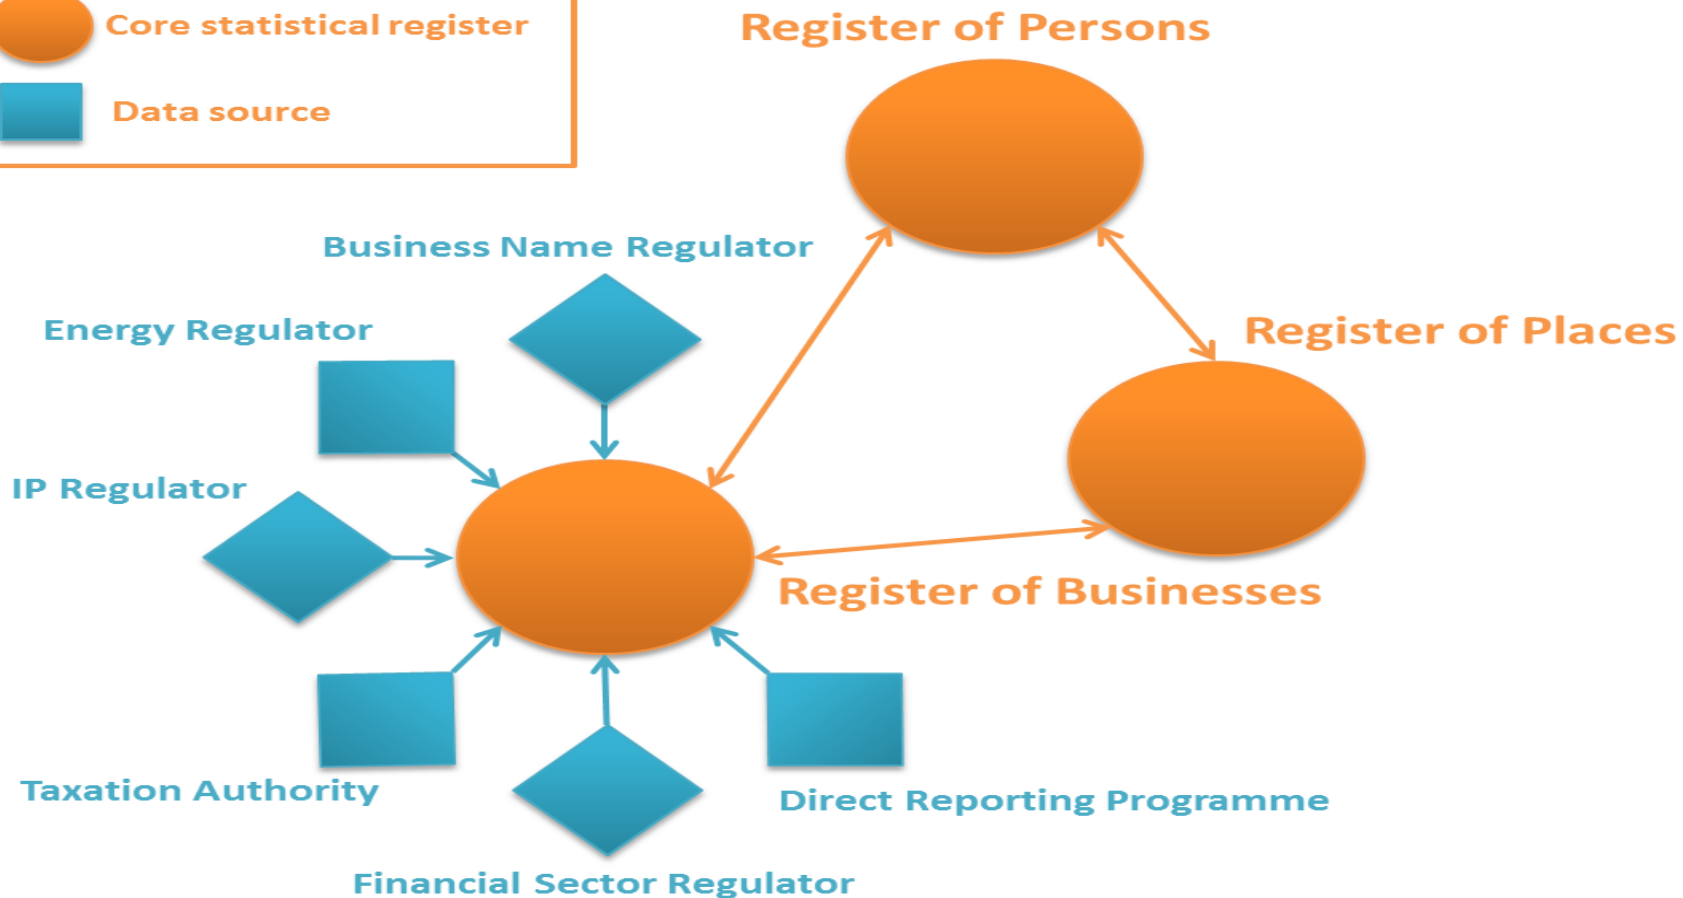 Core statistical register
Data source
Register of Persons
Business Name Regulator
Energy Regulator
Register of Places
IP Regulator
Register of Businesses
Taxation Authority
Direct Reporting Programme
Financial Sector Regulator